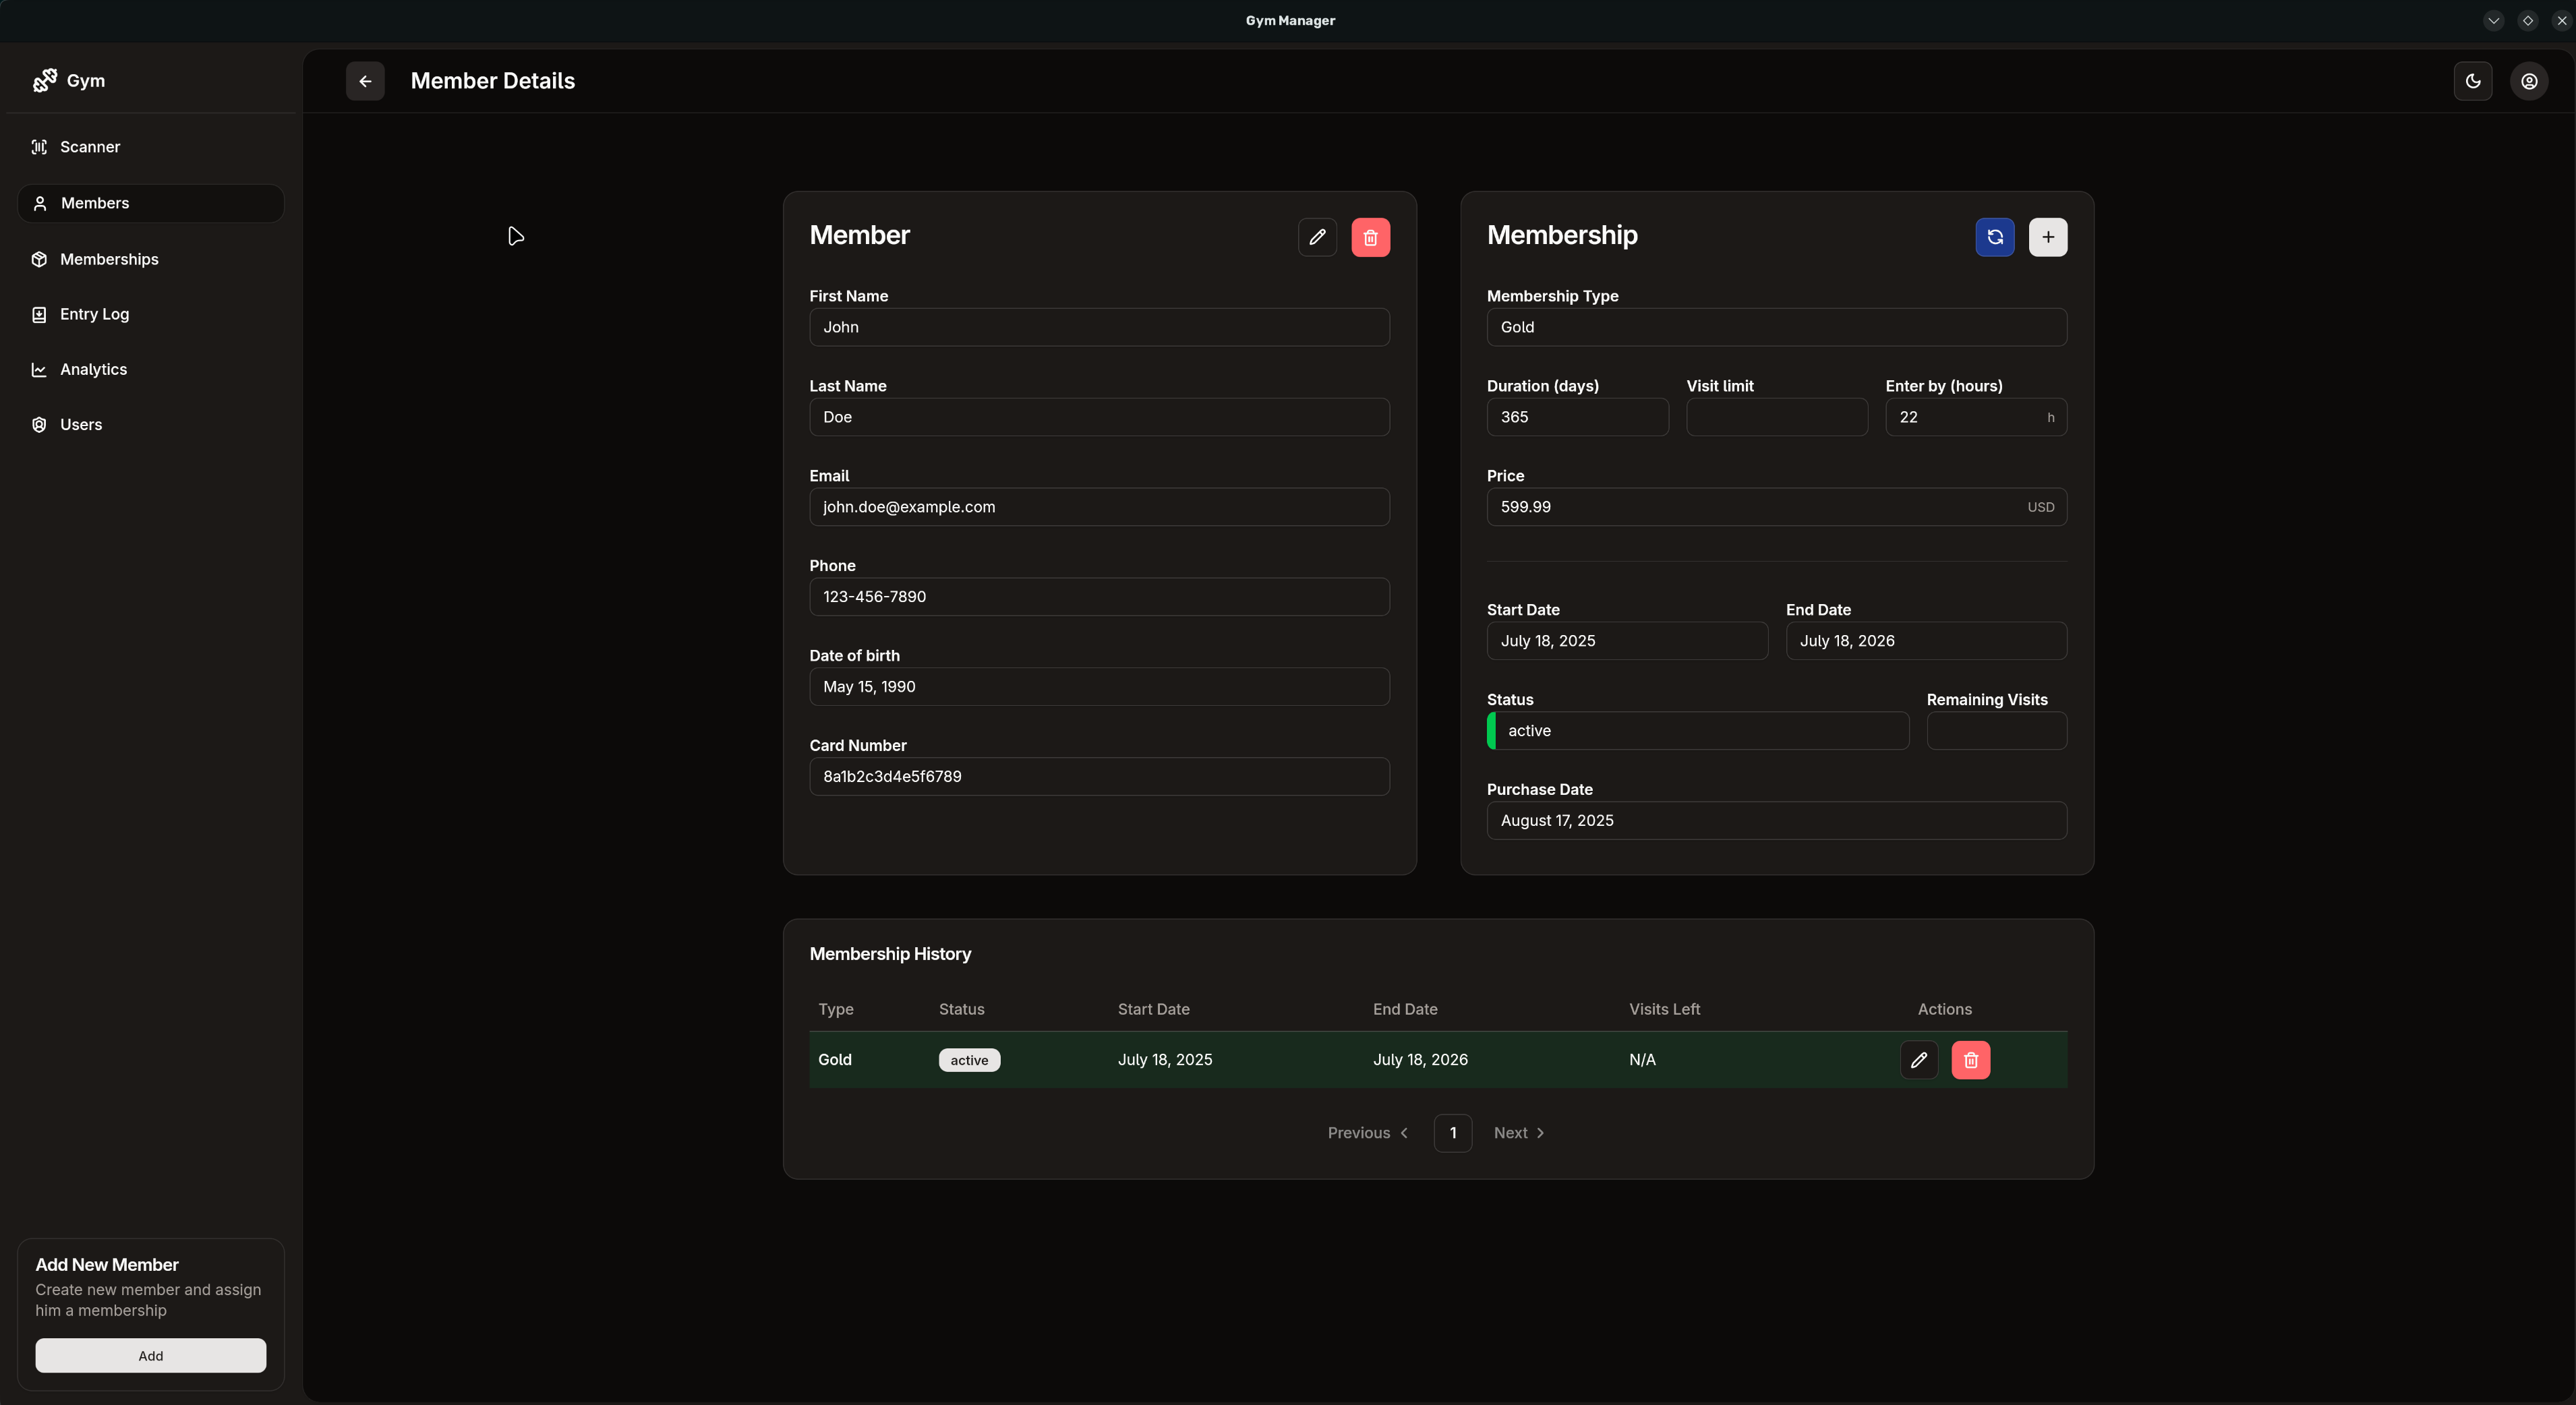 Gym Manager
Gym
Member Details
Scanner
Members
Memberships
Entry Log
Analytics
Users
Member
First Name
John
Last Name
Doe
Email
john.doe@example.com
Phone
123-456-7890
Date of birth
May 15, 1990
Card Number
8a1b2c3d4e5f6789
Membership
Membership Type
Gold
Duration (days) Visit limit Enter by (hours)
365 22 h
Price
599.99 USD
Start Date End Date
July 18, 2025 July 18, 2026
Status Remaining Visits
active
Purchase Date
August 17, 2025
Membership History
Type Status Start Date End Date Visits Left Actions
Gold active July 18, 2025 July 18, 2026 N/A
Previous 1 Next
Add New Member
Create new member and assign
him a membership
Add